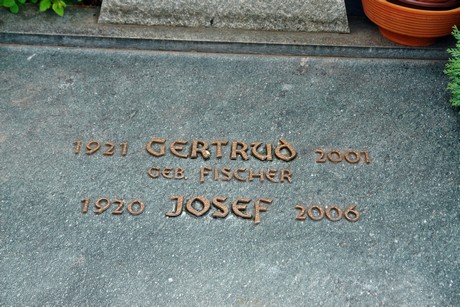 1921 GERTRUD 2001
GEB. FISCHER
1920 JOSEF 2006